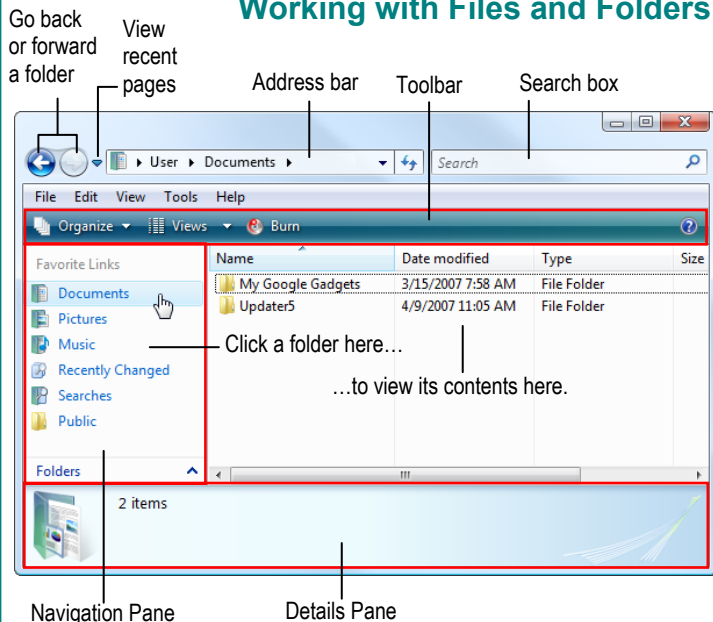 Working with Files and Folders
Go back
or forward
a folder
View
recent
pages
Address bar
Toolbar
Search box
User Documents
Search
File Edit View Tools Help
Organize Views Burn
Favorite Links
Documents
Pictures
Music
Recently Changed
Searches
Public
Folders
Name Date modified Type Size
My Google Gadgets 3/15/2007 7:58 AM File Folder
Updater5 4/9/2007 11:05 AM File Folder
Click a folder here…
…to view its contents here.
2 items
Navigation Pane
Details Pane